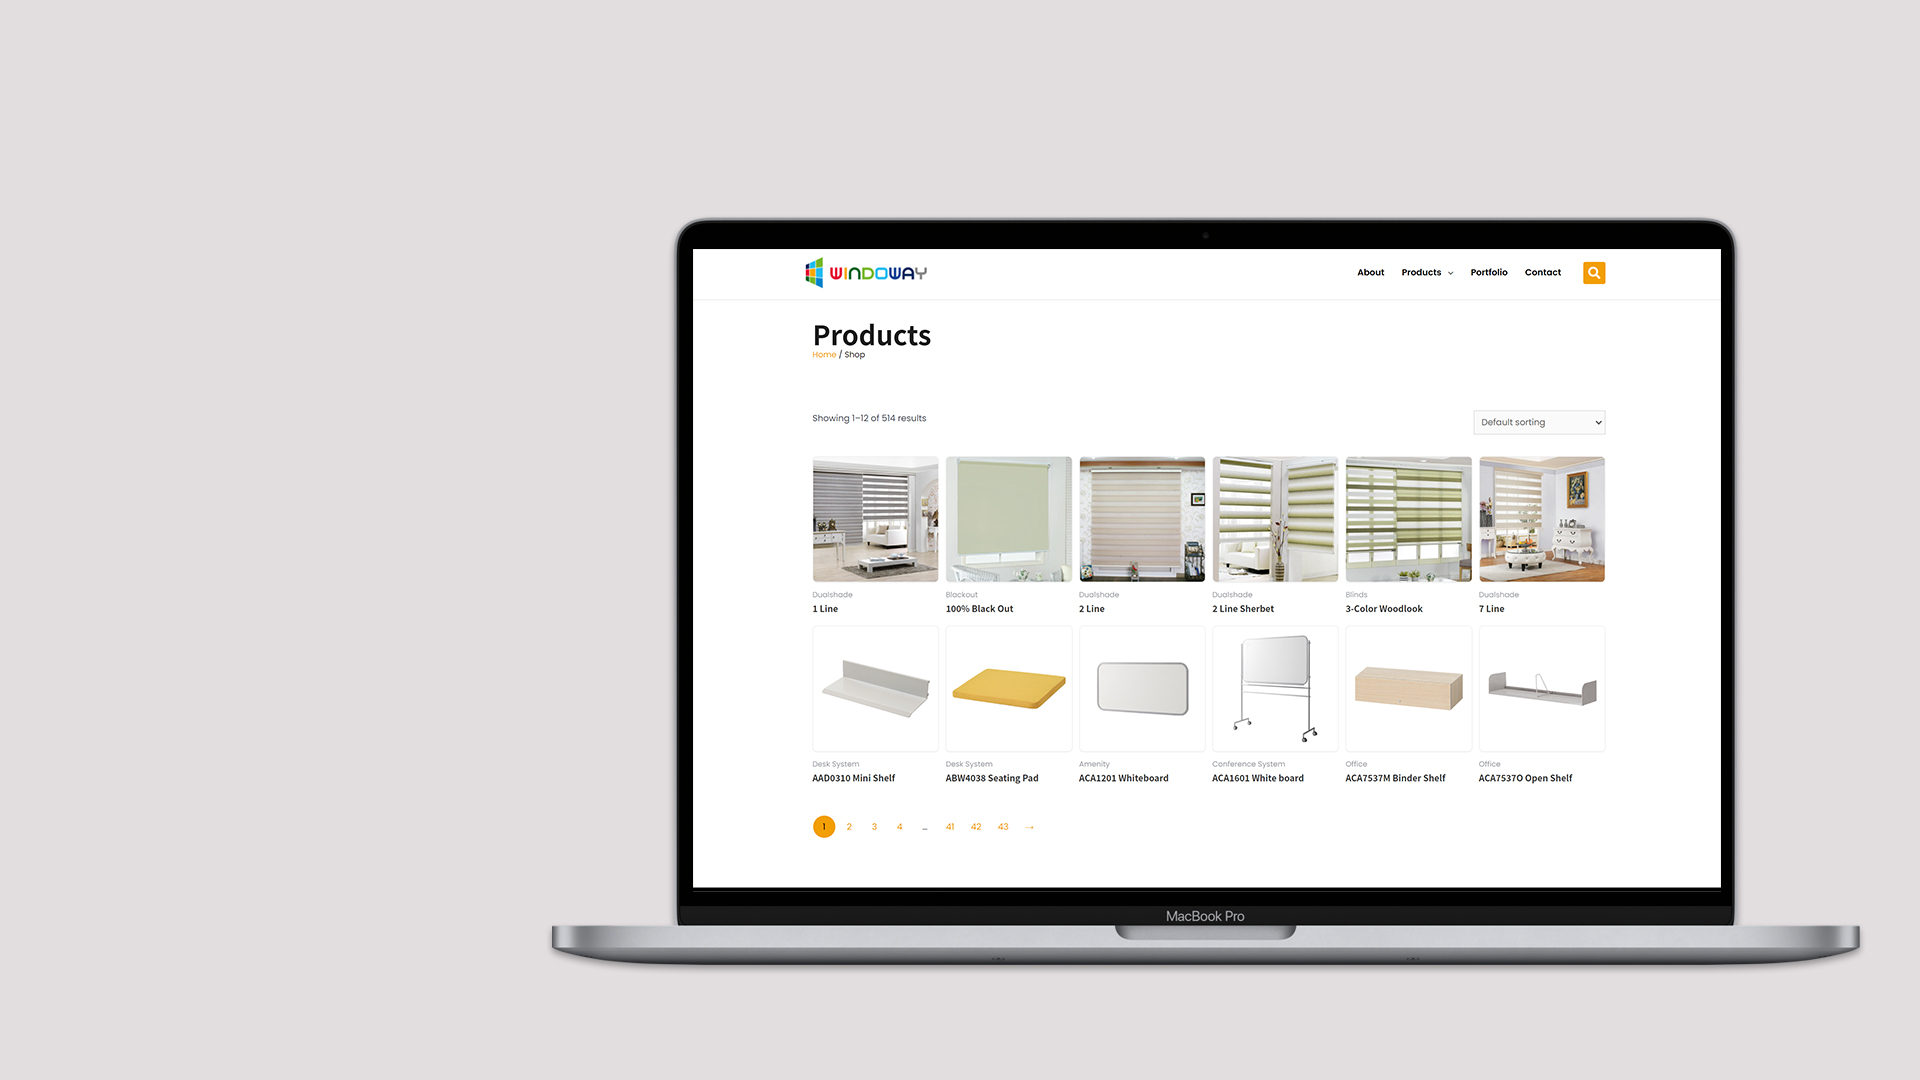 WINDOWAY
About Products Portfolio Contact
Products
Home / Shop
Showing 1–12 of 514 results
Default sorting
Dualshade Blackout Dualshade Dualshade Blinds Dualshade
1 Line 100% Black Out 2 Line 2 Line Sherbet 3-Color Woodlook 7 Line
Desk System Desk System Amenity Conference System Office Office
AAD0310 Mini Shelf ABW4038 Seating Pad ACA1201 Whiteboard ACA1601 White board ACA7537M Binder Shelf ACA7537O Open Shelf
1 2 3 4 … 41 42 43 →
MacBook Pro